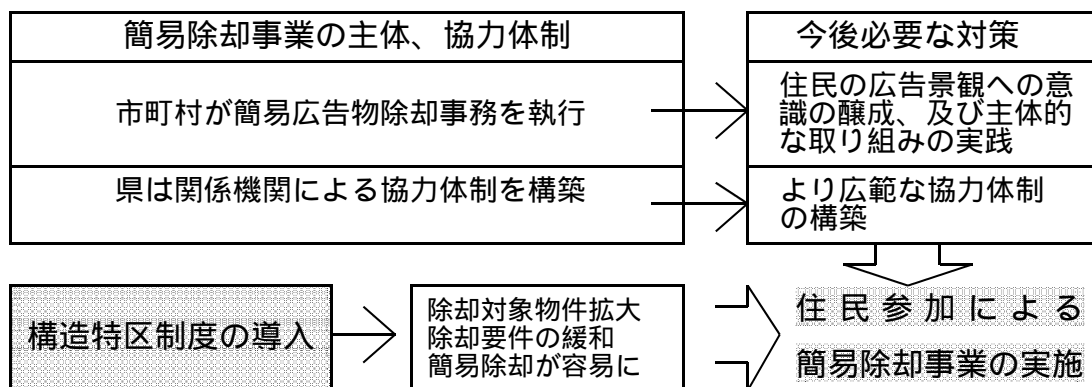 簡易除却事業の主体、協力体制
今後必要な対策
市町村が簡易広告物除却事務を執行
住民の広告景観への意
識の醸成、及び主体的
な取り組みの実践
県は関係機関による協力体制を構築
より広範な協力体制
の構築
構造特区制度の導入
除却対象物件拡大
除却要件の緩和
簡易除却が容易に
住民参加による
簡易除却事業の実施